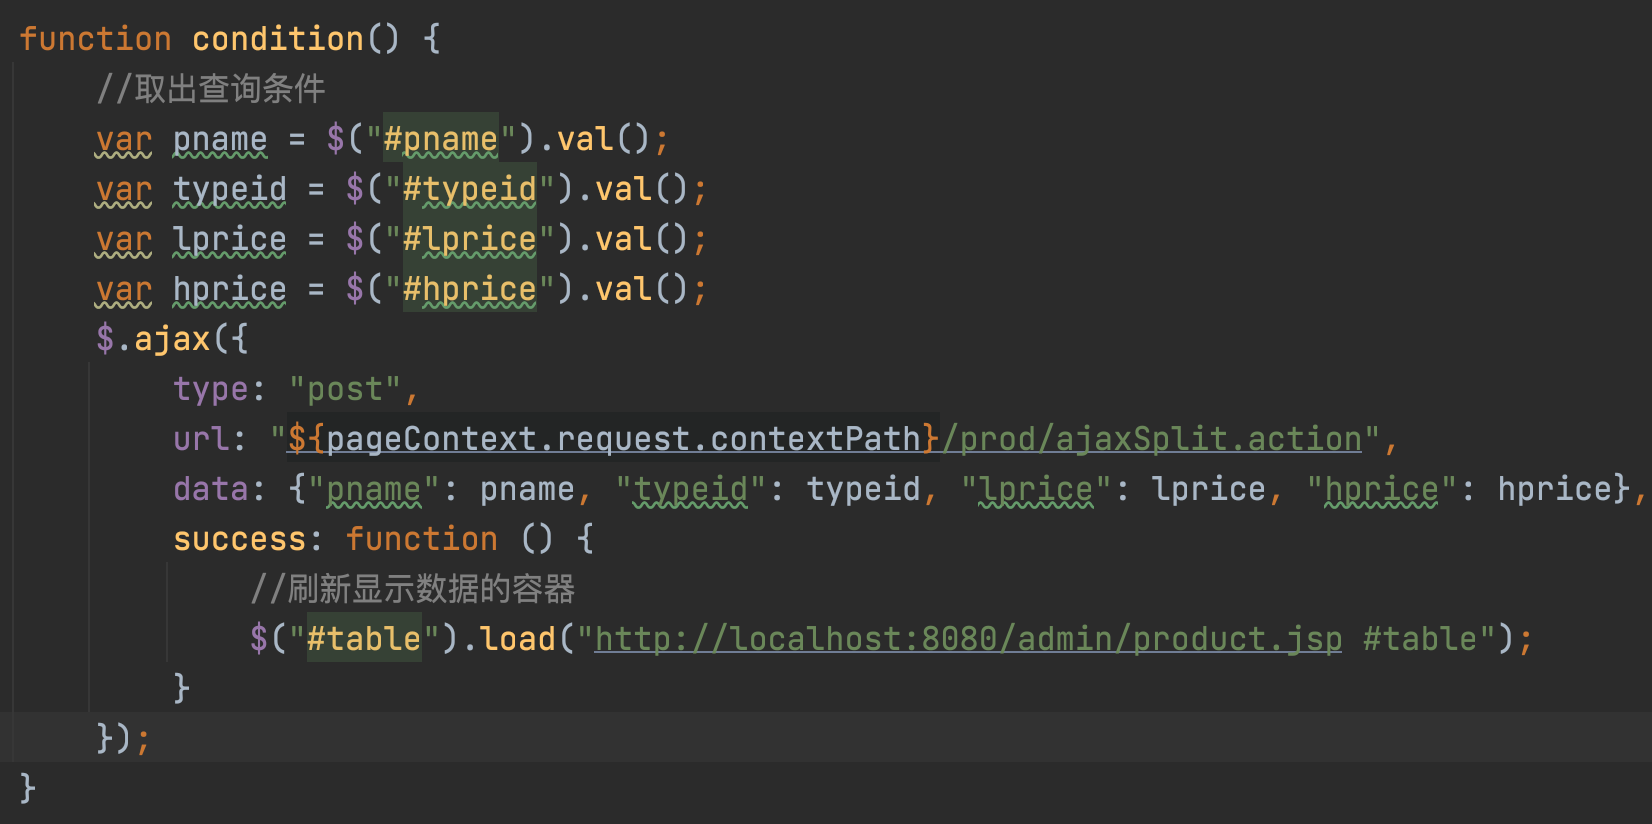 function condition() {
    //取出查询条件
    var pname = $("#pname").val();
    var typeid = $("#typeid").val();
    var lprice = $("#lprice").val();
    var hprice = $("#hprice").val();
    $.ajax({
        type: "post",
        url: "${pageContext.request.contextPath}/prod/ajaxSplit.action",
        data: {"pname": pname, "typeid": typeid, "lprice": lprice, "hprice": hprice},
        success: function () {
            //刷新显示数据的容器
            $("#table").load("http://localhost:8080/admin/product.jsp #table");
        }
    });
}